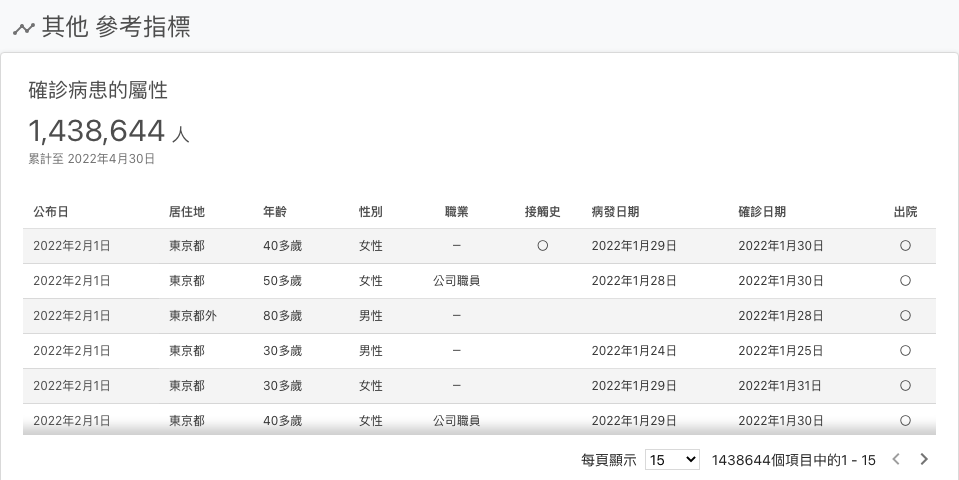 其他 參考指標
確診病患的屬性
1,438,644 人
累計至 2022年4月30日
公布日 居住地 年齡 性別 職業 接觸史 病發日期 確診日期 出院
2022年2月1日 東京都 40多歲 女性 － ○ 2022年1月29日 2022年1月30日 ○
2022年2月1日 東京都 50多歲 女性 公司職員 2022年1月28日 2022年1月30日 ○
2022年2月1日 東京都外 80多歲 男性 － 2022年1月28日 ○
2022年2月1日 東京都 30多歲 男性 － 2022年1月24日 2022年1月25日 ○
2022年2月1日 東京都 30多歲 女性 － 2022年1月29日 2022年1月31日 ○
2022年2月1日 東京都 40多歲 女性 公司職員 2022年1月29日 2022年1月30日 ○
每頁顯示 15 1438644個項目中的1 - 15